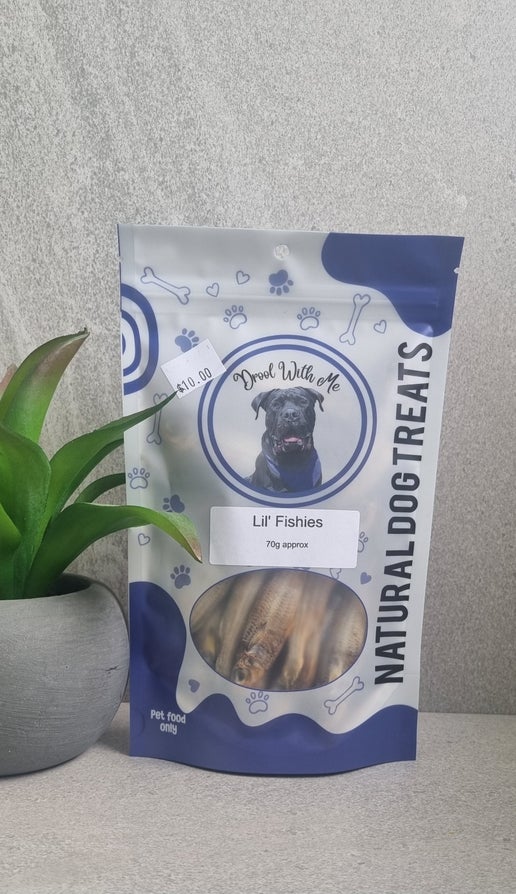 $10.00
Drool With Me
Lil' Fishies
70g approx
NATURAL DOG TREATS
Pet food
only